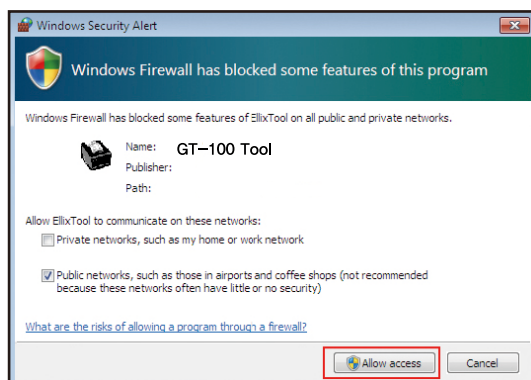 Windows Security Alert
Windows Firewall has blocked some features of this program
Windows Firewall has blocked some features of EllixTool on all public and private networks.
Name: GT-100 Tool
Publisher:
Path:
Allow EllixTool to communicate on these networks:
Private networks, such as my home or work network
Public networks, such as those in airports and coffee shops (not recommended
because these networks often have little or no security)
What are the risks of allowing a program through a firewall?
Allow access Cancel